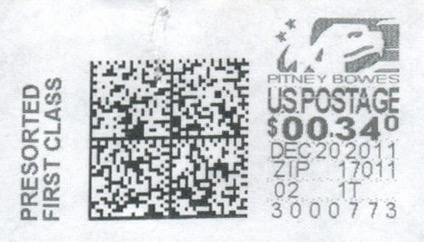 PRESORTED
FIRST CLASS
PITNEY BOWES
US POSTAGE
$00.34⁰
DEC 20 2011
ZIP 17011
02 1T
3000773